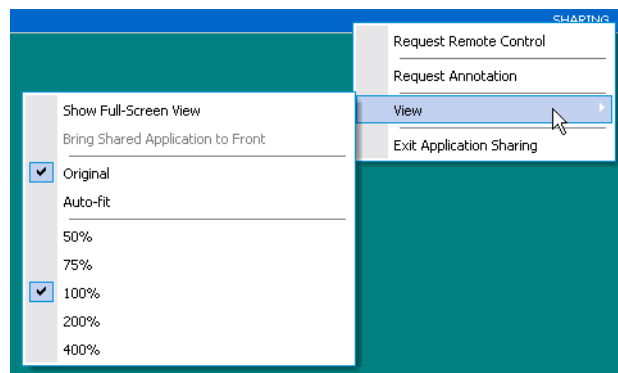 SHARING
Request Remote Control
Request Annotation
View
Exit Application Sharing
Show Full-Screen View
Bring Shared Application to Front
Original
Auto-fit
50%
75%
100%
200%
400%